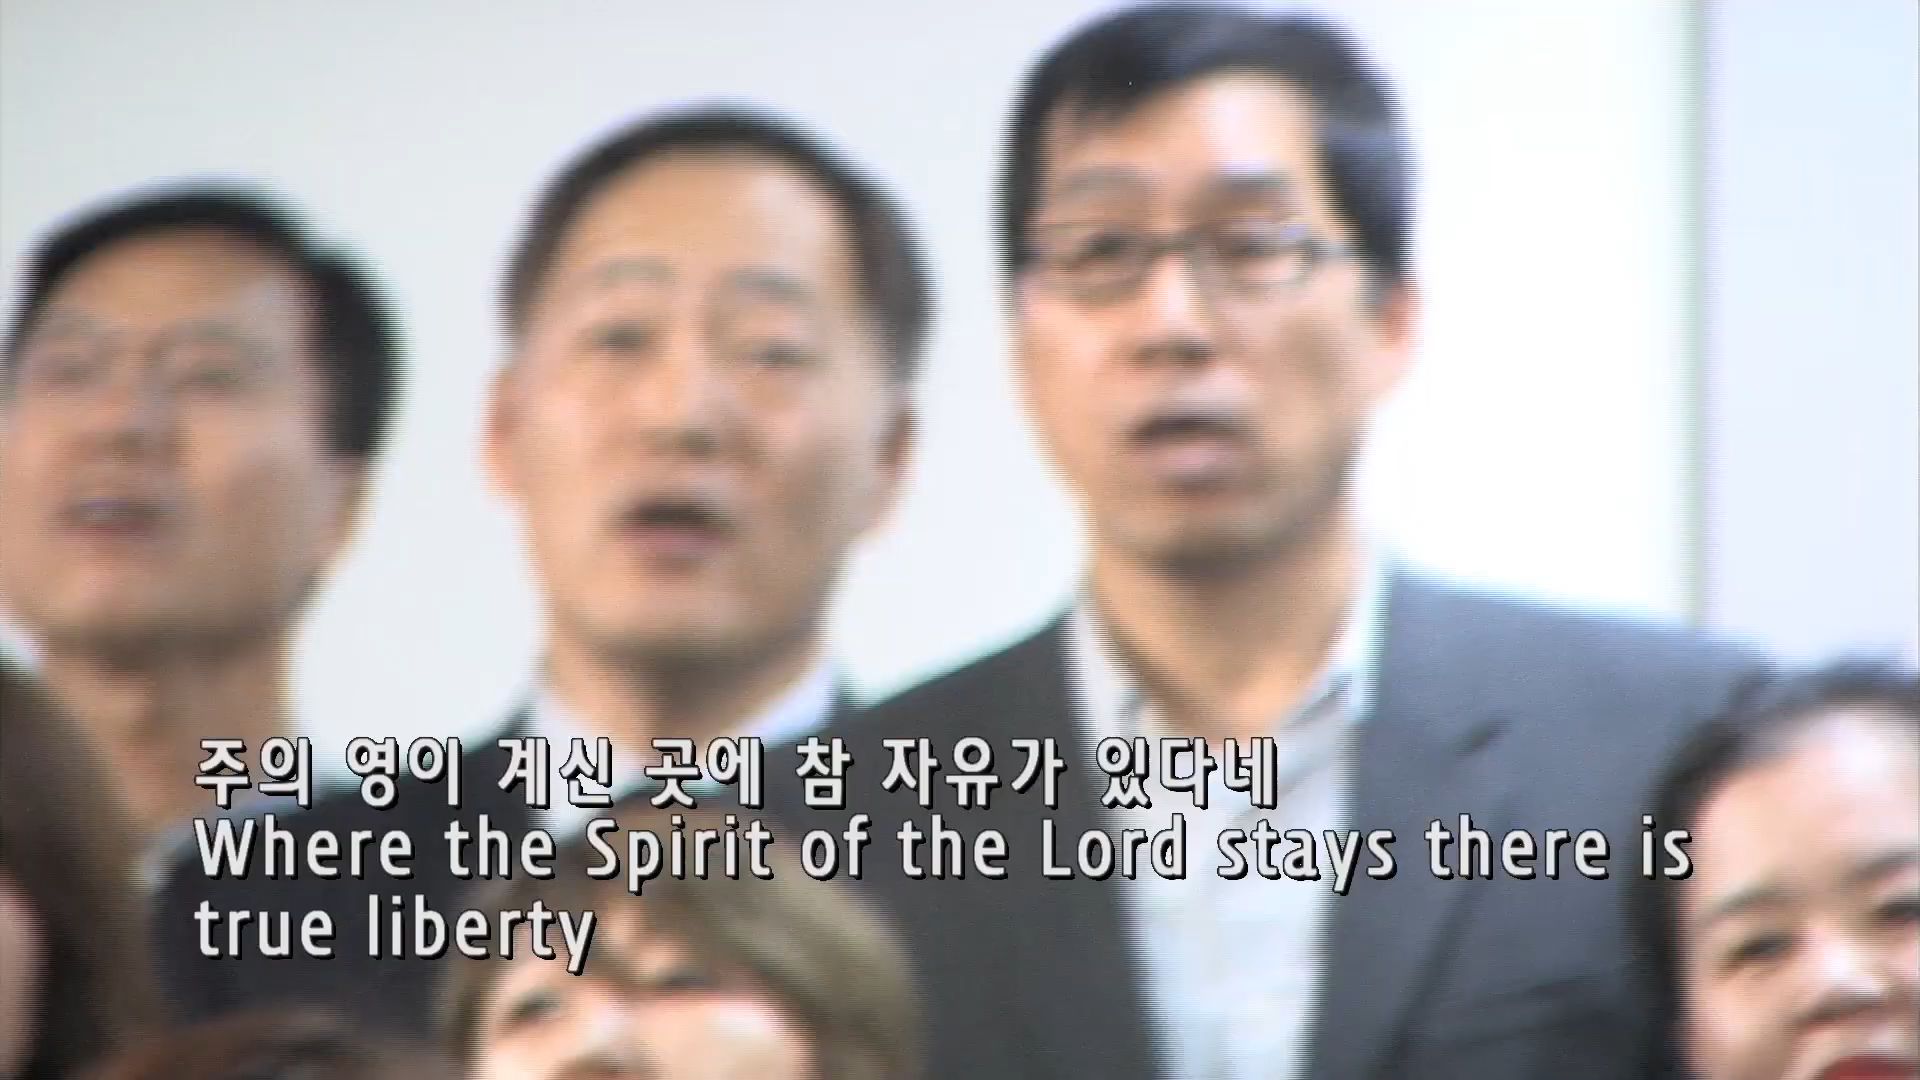 주의 영이 계신 곳에 참 자유가 있다네
Where the Spirit of the Lord stays there is
true liberty